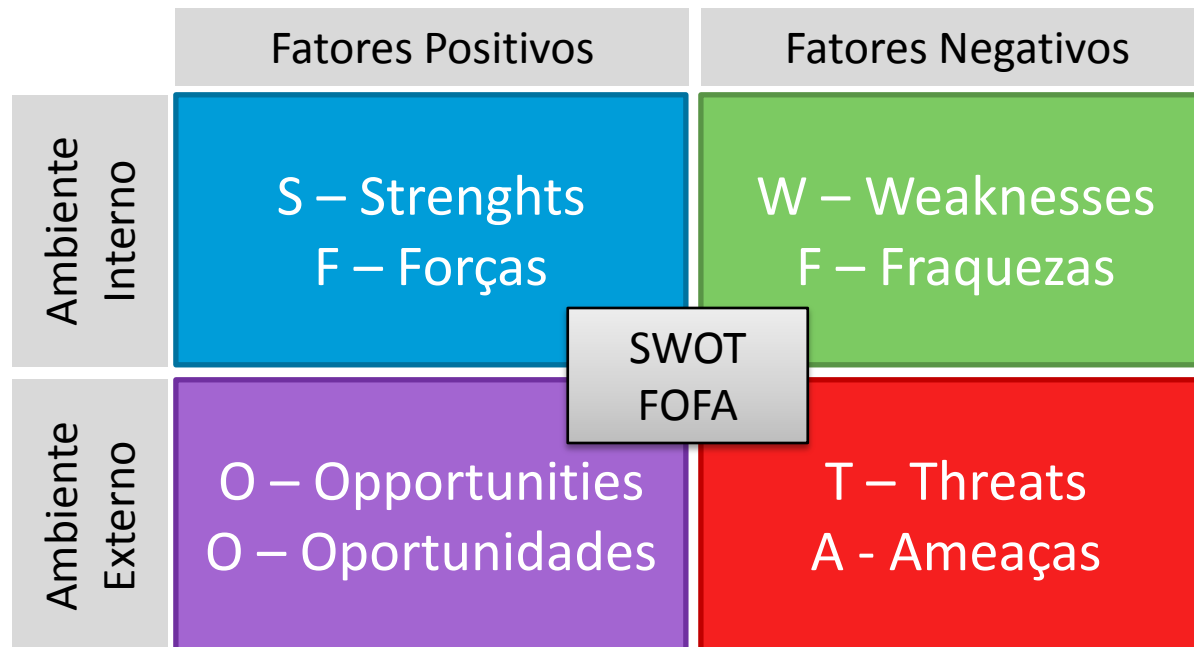 Fatores Positivos
Fatores Negativos
Ambiente
Interno
S – Strenghts
F – Forças
W – Weaknesses
F – Fraquezas
SWOT
FOFA
Ambiente
Externo
O – Opportunities
O – Oportunidades
T – Threats
A - Ameaças